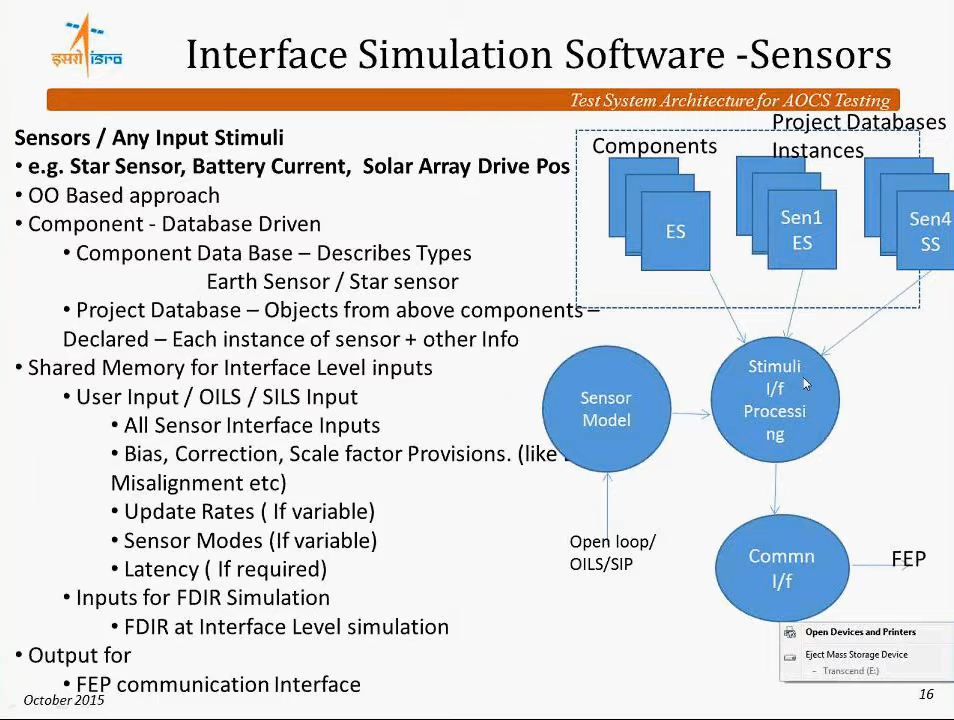 इसरो isro
Interface Simulation Software -Sensors
Test System Architecture for AOCS Testing
Sensors / Any Input Stimuli
• e.g. Star Sensor, Battery Current, Solar Array Drive Pos
• OO Based approach
• Component - Database Driven
• Component Data Base – Describes Types
Earth Sensor / Star sensor
• Project Database – Objects from above components –
Declared – Each instance of sensor + other Info
• Shared Memory for Interface Level inputs
• User Input / OILS / SILS Input
• All Sensor Interface Inputs
• Bias, Correction, Scale factor Provisions. (like
Misalignment etc)
• Update Rates ( If variable)
• Sensor Modes (If variable)
• Latency ( If required)
• Inputs for FDIR Simulation
• FDIR at Interface Level simulation
• Output for
• FEP communication Interface
Components
Project Databases
Instances
ES
Sen1
ES
Sen4
SS
Sensor
Model
Stimuli
I/f
Processi
ng
Open loop/
OILS/SIP
Commn
I/f
FEP
Open Devices and Printers
Eject Mass Storage Device
- Transcend (E:)
October 2015
16